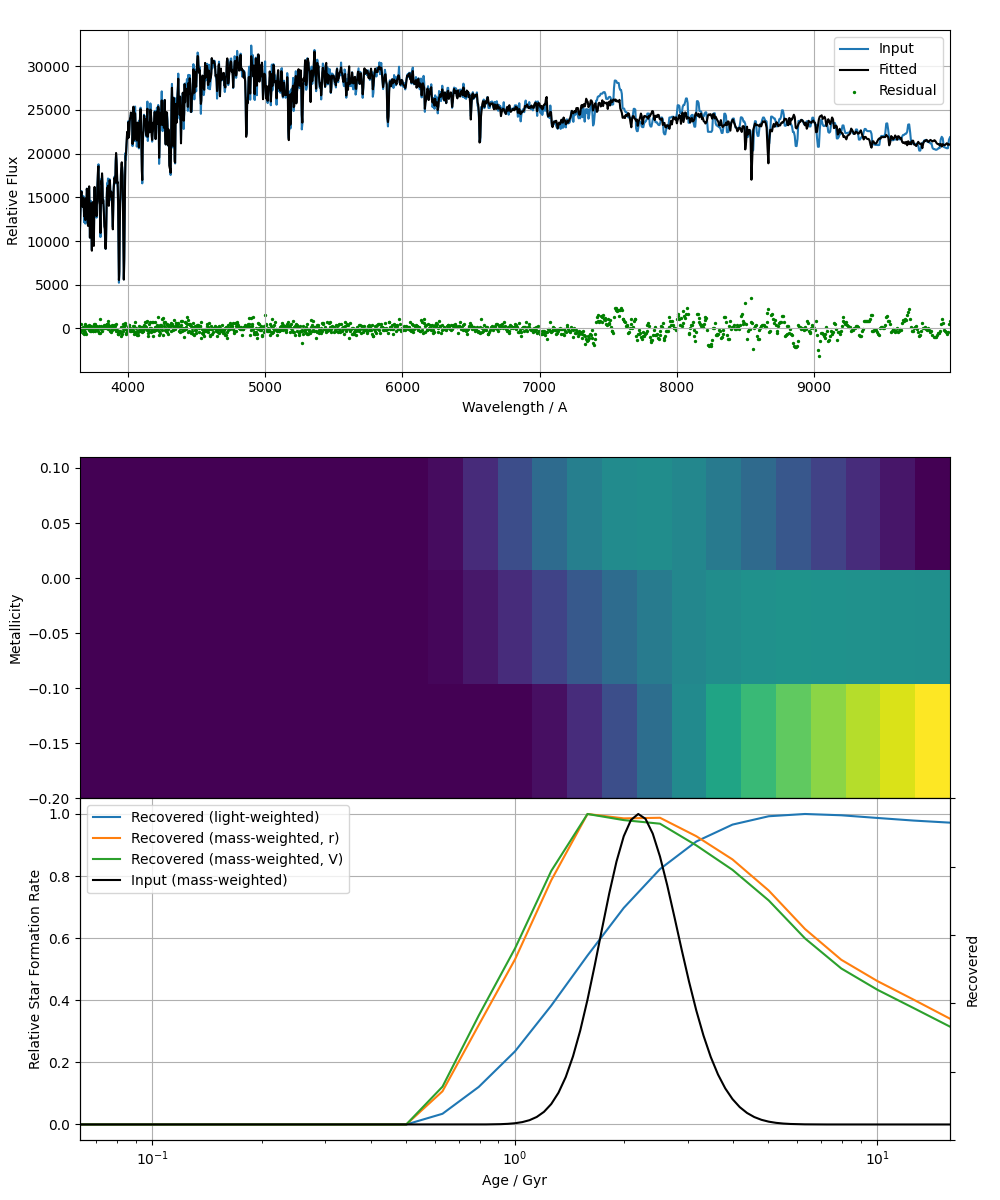 30000
25000
20000
15000
10000
5000
0
Relative Flux
Input
Fitted
Residual
4000 5000 6000 7000 8000 9000
Wavelength / A
0.10
0.05
0.00
−0.05
−0.10
−0.15
−0.20
Metallicity
Recovered (light-weighted)
Recovered (mass-weighted, r)
Recovered (mass-weighted, V)
Input (mass-weighted)
1.0
0.8
0.6
0.4
0.2
0.0
Relative Star Formation Rate
Recovered
10⁻¹ 10⁰ 10¹
Age / Gyr